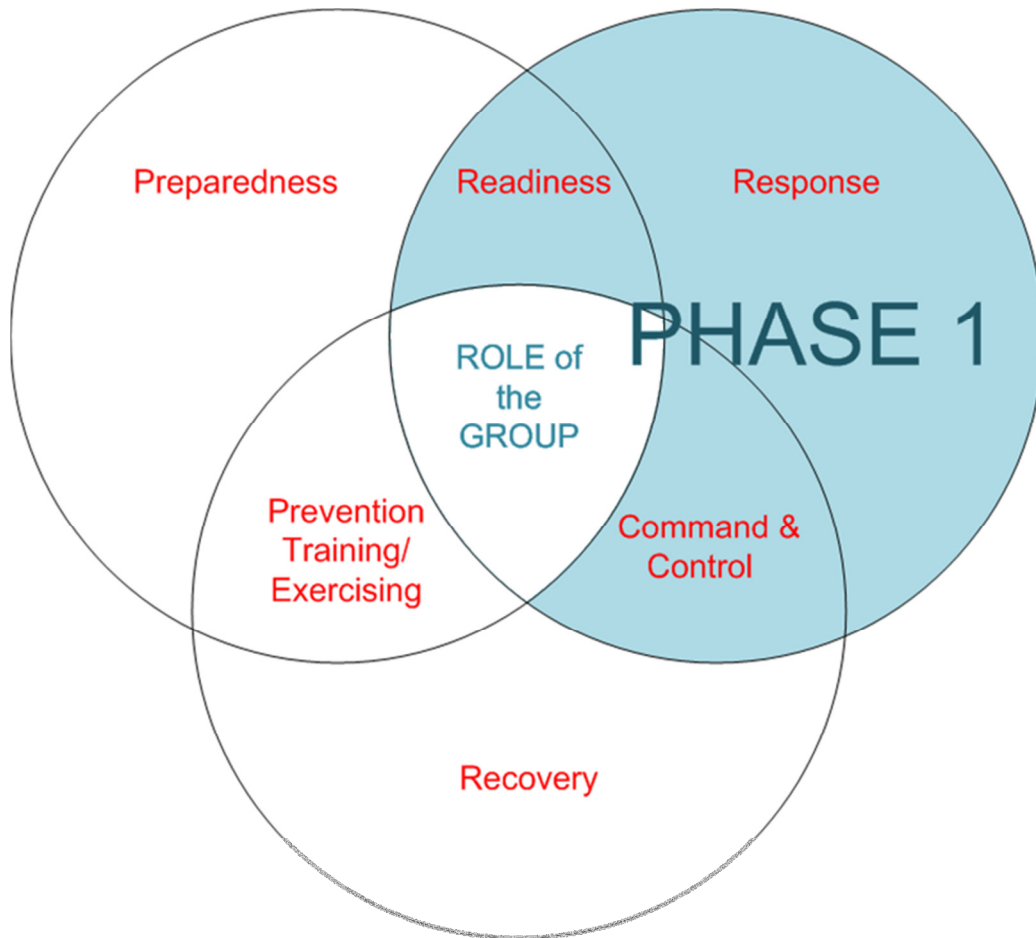 Preparedness
Readiness
Response
PHASE 1
ROLE of
the
GROUP
Prevention
Training/
Exercising
Command &
Control
Recovery